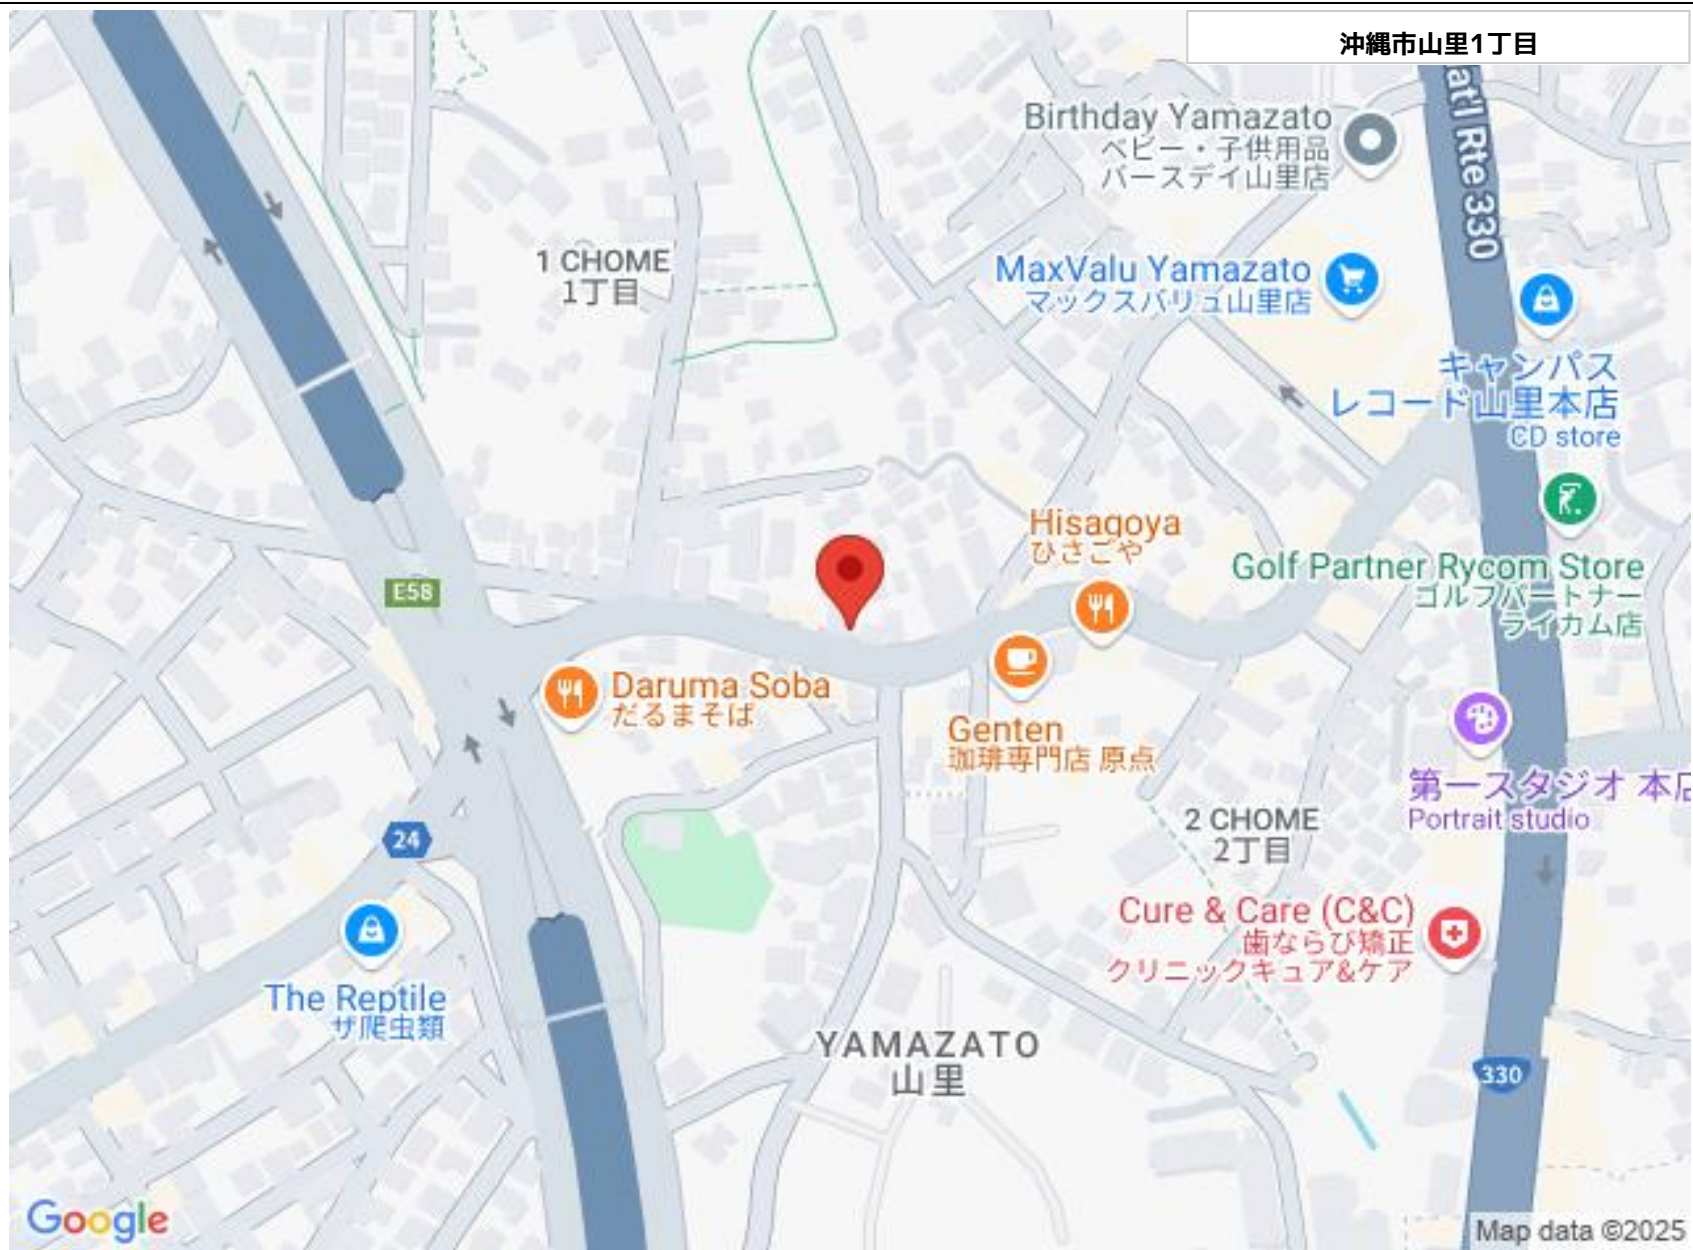 沖縄市山里1丁目
at'l Rte 330
Birthday Yamazato
ベビー・子供用品
バースデイ山里店
1 CHOME
1丁目
MaxValu Yamazato
マックスバリュ山里店
キャンパス
レコード山里本店
CD store
Hisagoya
ひさごや
Golf Partner Rycom Store
ゴルフパートナー
ライカム店
E58
Daruma Soba
だるまそば
Genten
珈琲専門店 原点
第一スタジオ 本店
Portrait studio
24
2 CHOME
2丁目
Cure & Care (C&C)
歯ならび矯正
クリニックキュア&ケア
The Reptile
ザ爬虫類
YAMAZATO
山里
330
Google
Map data ©2025